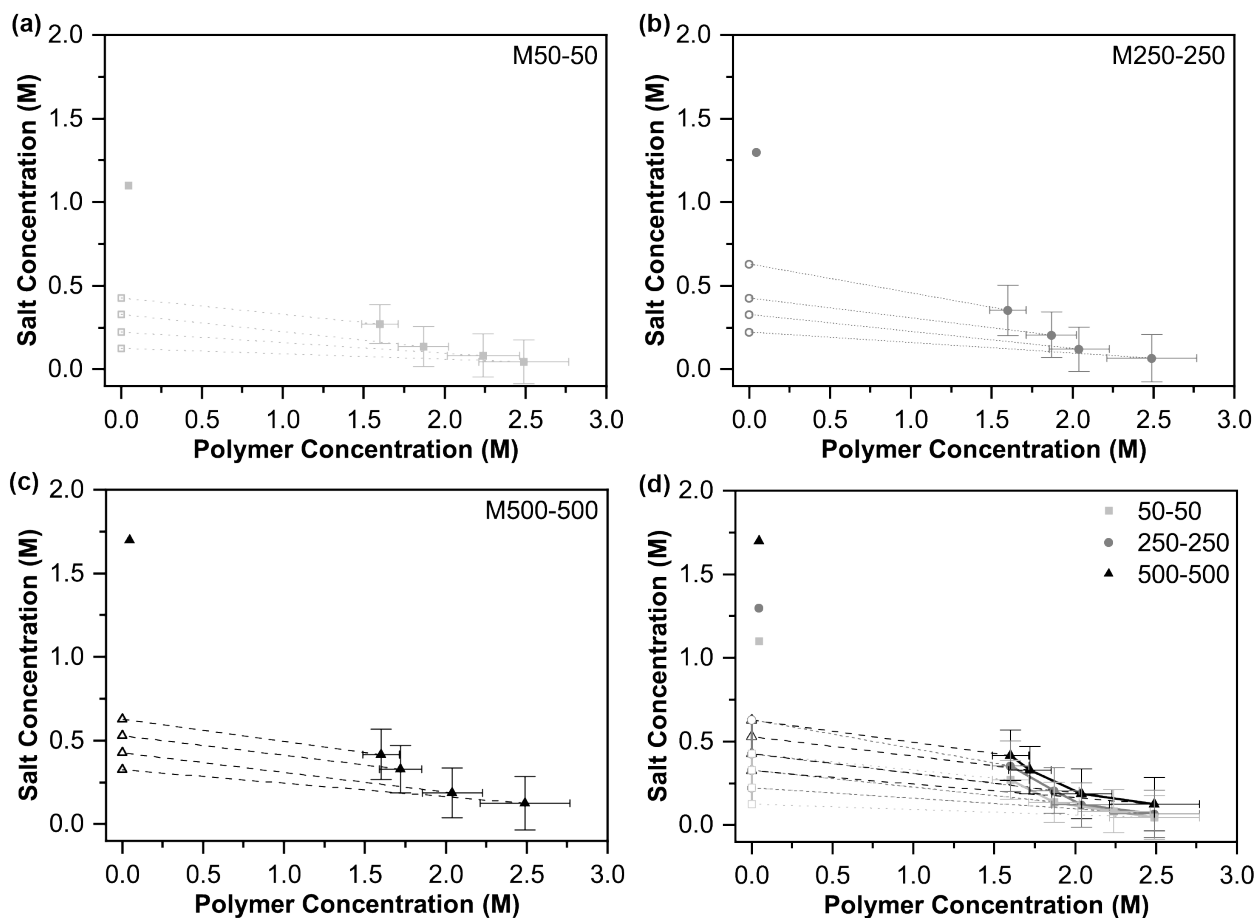 (a)
M50-50
2.0
1.5
1.0
0.5
0.0
Salt Concentration (M)
0.0 0.5 1.0 1.5 2.0 2.5 3.0
Polymer Concentration (M)
(b)
M250-250
2.0
1.5
1.0
0.5
0.0
Salt Concentration (M)
0.0 0.5 1.0 1.5 2.0 2.5 3.0
Polymer Concentration (M)
(c)
M500-500
2.0
1.5
1.0
0.5
0.0
Salt Concentration (M)
0.0 0.5 1.0 1.5 2.0 2.5 3.0
Polymer Concentration (M)
(d)
50-50
250-250
500-500
2.0
1.5
1.0
0.5
0.0
Salt Concentration (M)
0.0 0.5 1.0 1.5 2.0 2.5 3.0
Polymer Concentration (M)